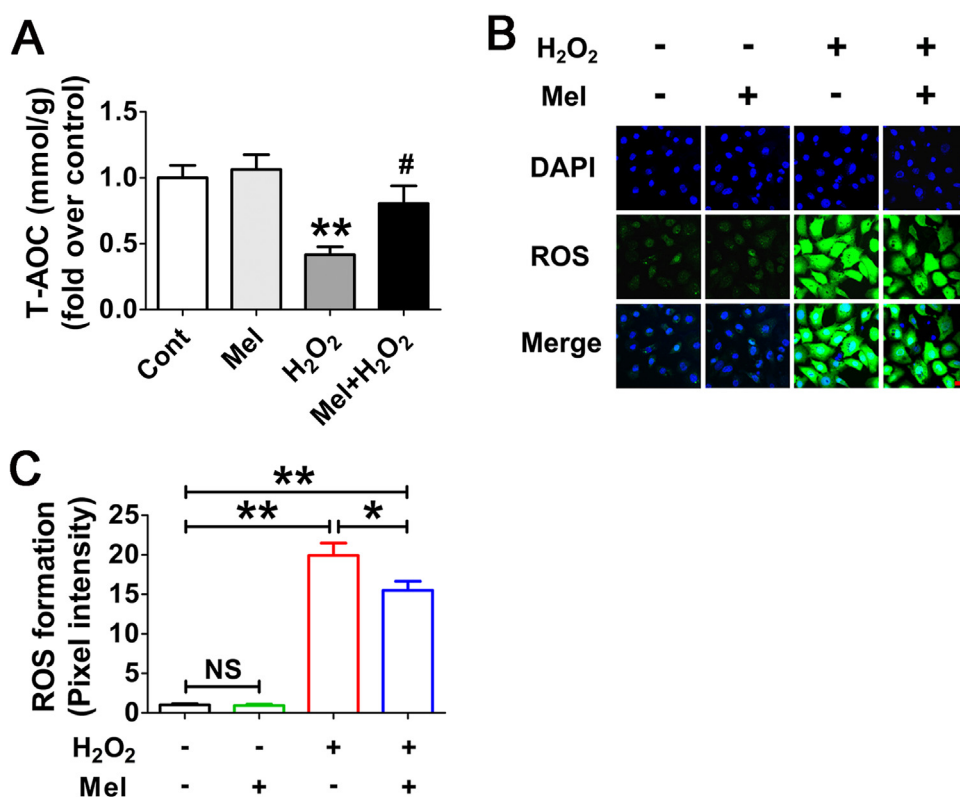 A
T-AOC (mmol/g)
(fold over control)
1.5
1.0
0.5
0.0
**
#
Cont
Mel
H₂O₂
Mel+H₂O₂
B
H₂O₂ - - + +
Mel - + - +
DAPI
ROS
Merge
C
ROS formation
(Pixel intensity)
25
20
15
10
5
0
**
**
*
NS
H₂O₂ - - + +
Mel - + - +